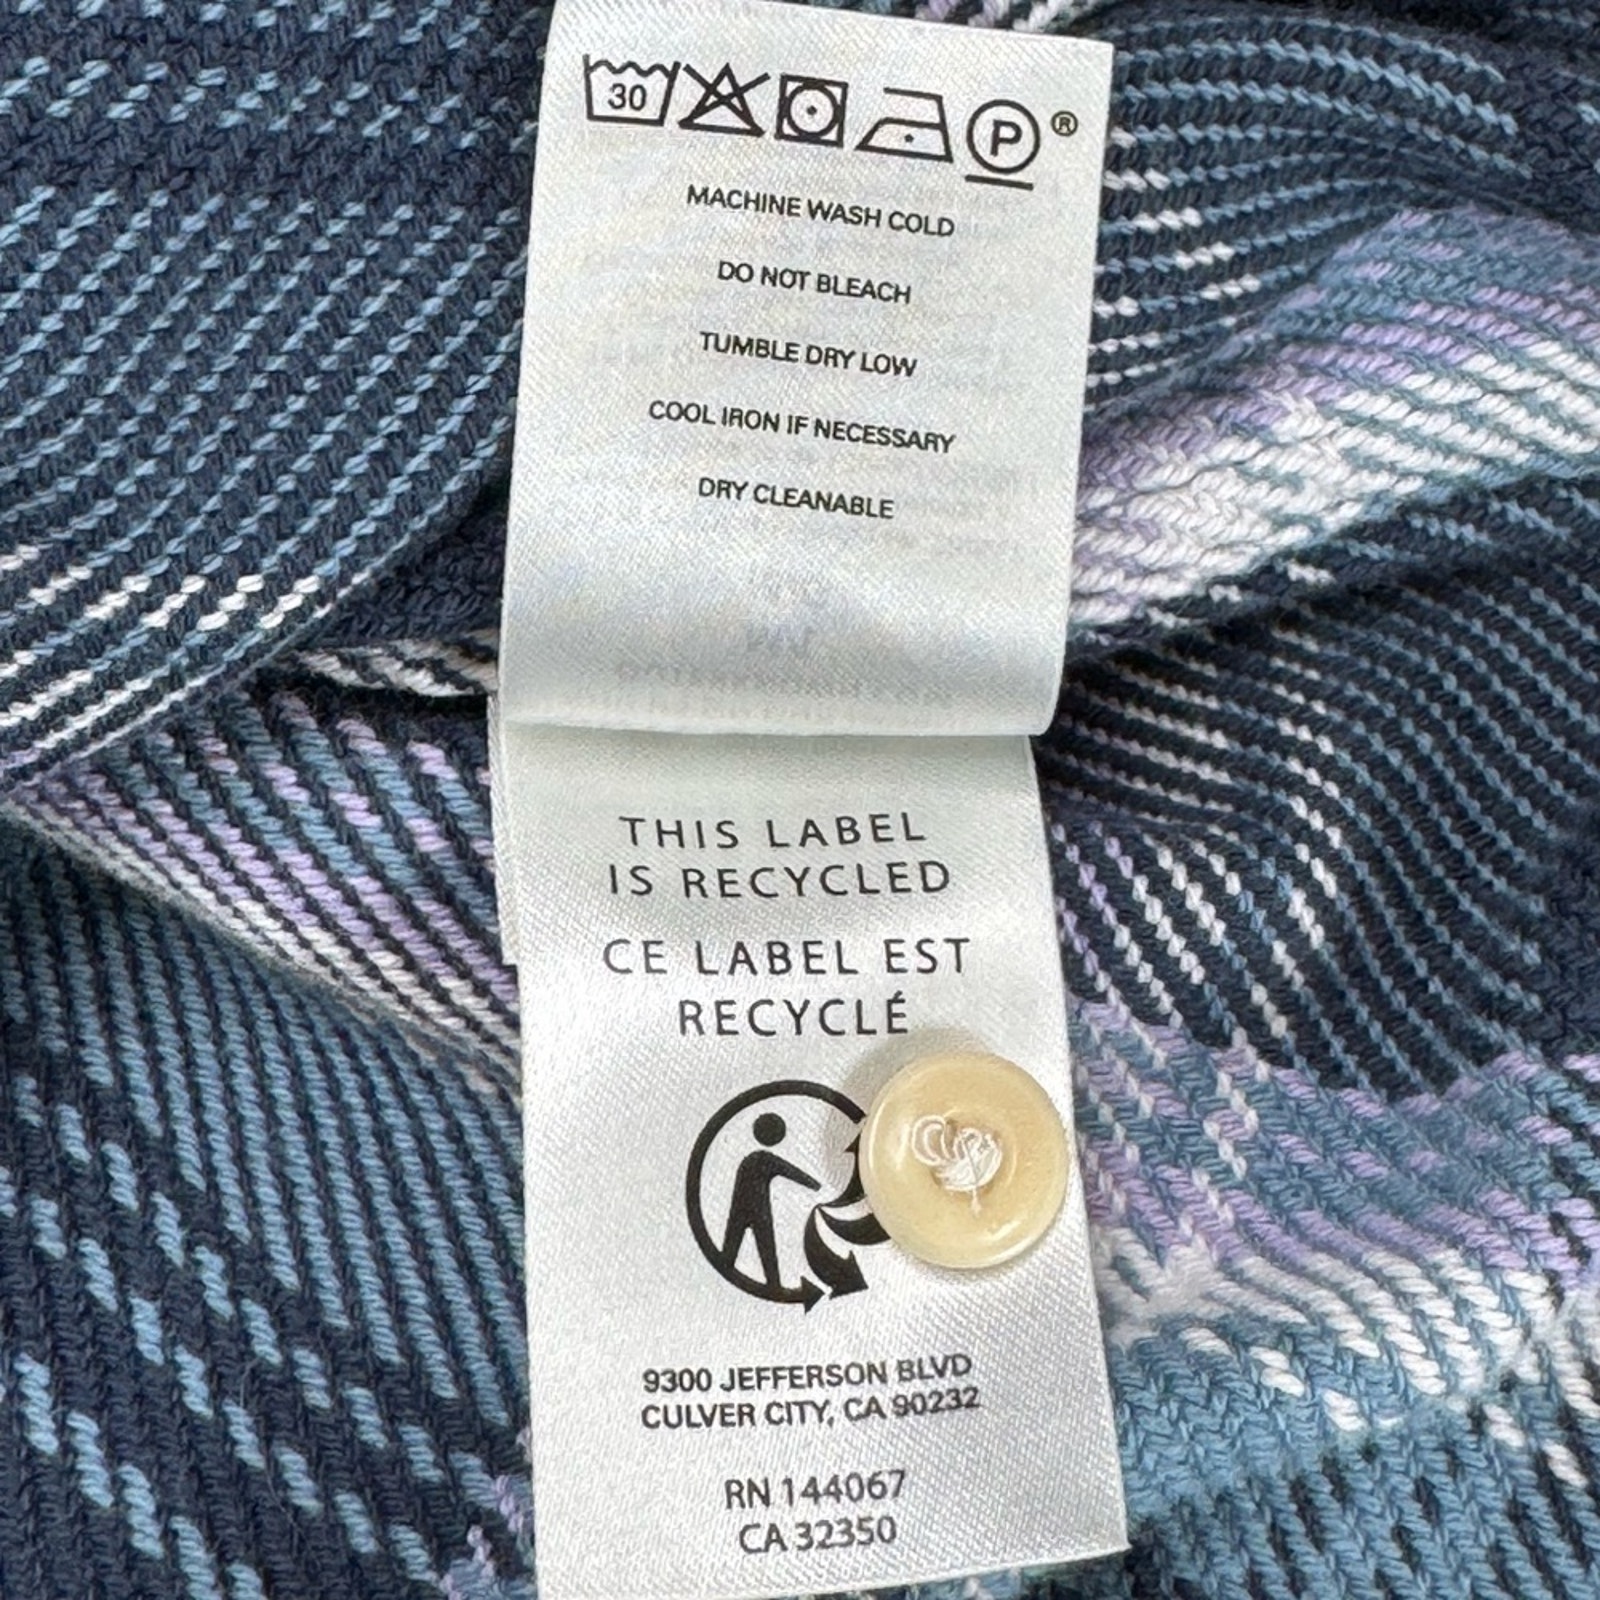 30
P ®
MACHINE WASH COLD
DO NOT BLEACH
TUMBLE DRY LOW
COOL IRON IF NECESSARY
DRY CLEANABLE
THIS LABEL
IS RECYCLED
CE LABEL EST
RECYCLÉ
9300 JEFFERSON BLVD
CULVER CITY, CA 90232
RN 144067
CA 32350